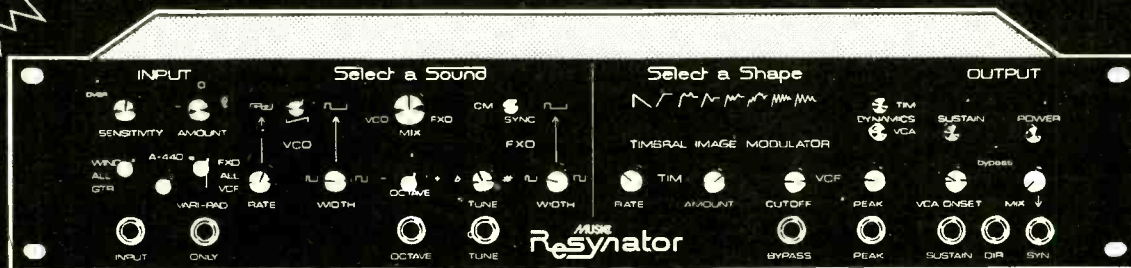 INPUT Select a Sound Select a Shape OUTPUT
OVER
SENSITIVITY AMOUNT
VCO VCO MIX FXO
CM SYNC
FXO
TIM
DYNAMICS
VCA
SUSTAIN POWER
TIMBRAL IMAGE MODULATOR
WIND ALL GTR
A-440
FXO ALL VCF
VARI-PAD
RATE WIDTH OCTAVE TUNE WIDTH
RATE TIM AMOUNT CUTOFF VCF PEAK VCA ONSET bypass MIX
INPUT ONLY OCTAVE TUNE
MUSIC Resynator
BYPASS PEAK SUSTAIN DIR SYN